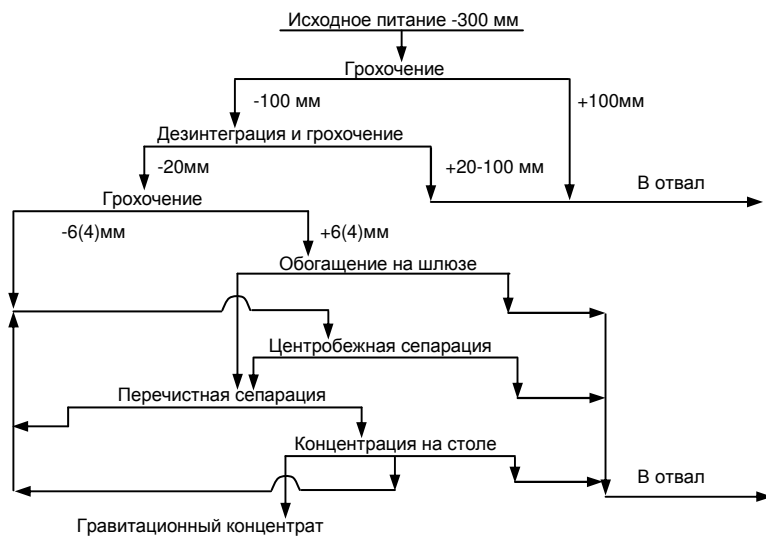 Исходное питание -300 мм
Грохочение
-100 мм
+100мм
Дезинтеграция и грохочение
-20мм
+20-100 мм
В отвал
Грохочение
-6(4)мм
+6(4)мм
Обогащение на шлюзе
Центробежная сепарация
Перечистная сепарация
Концентрация на столе
В отвал
Гравитационный концентрат